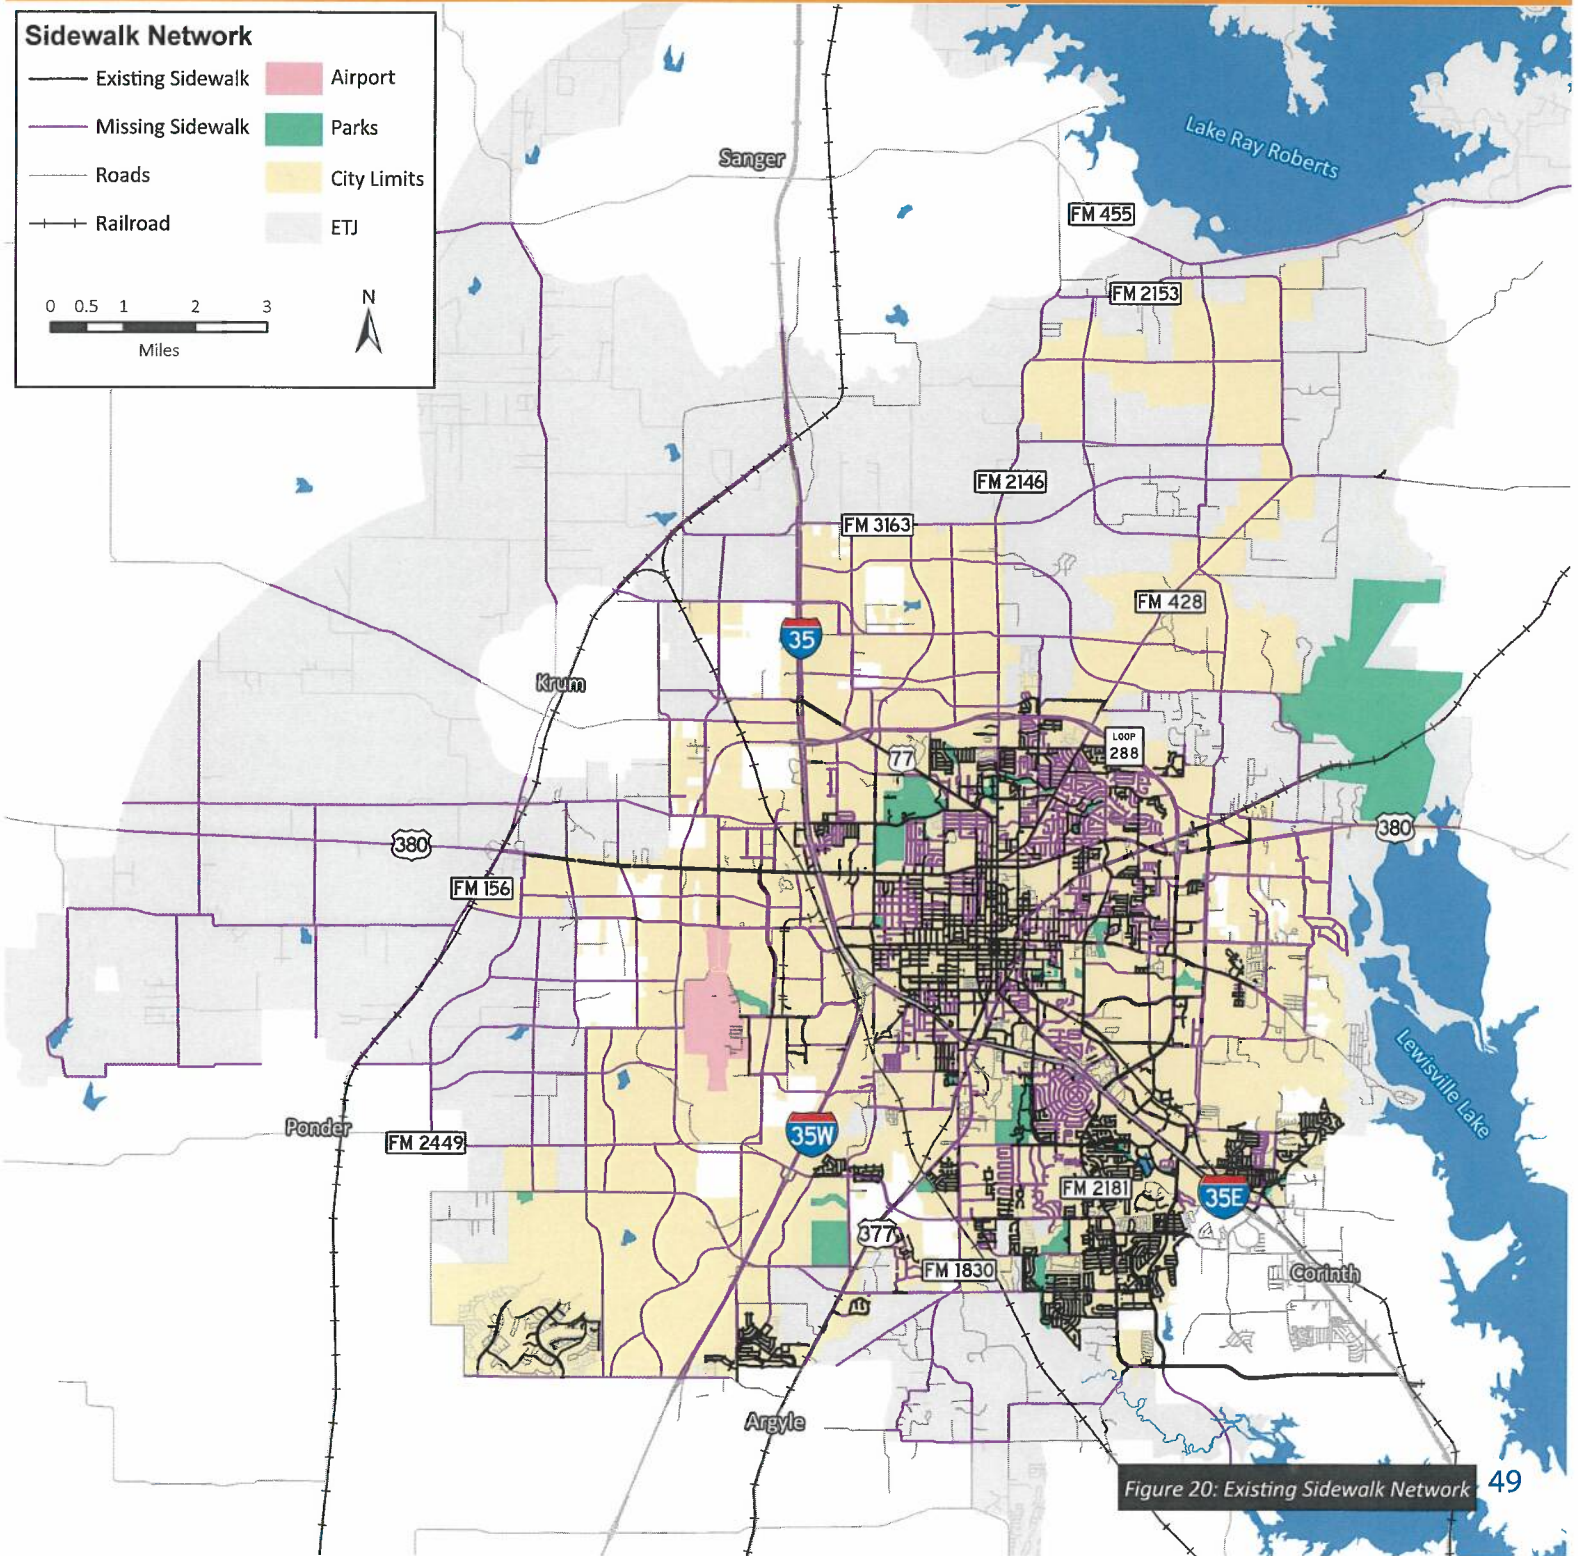 Sidewalk Network
Existing Sidewalk
Airport
Missing Sidewalk
Parks
Roads
City Limits
Railroad
ETJ
0 0.5 1 2 3
Miles
N
Sanger
Lake Ray Roberts
FM 455
FM 2153
FM 2146
FM 3163
FM 428
35
Krum
LOOP
288
77
380
380
FM 156
Lewisville Lake
Ponder
FM 2449
35W
FM 2181
35E
377
FM 1830
Corinth
Argyle
Figure 20: Existing Sidewalk Network
49